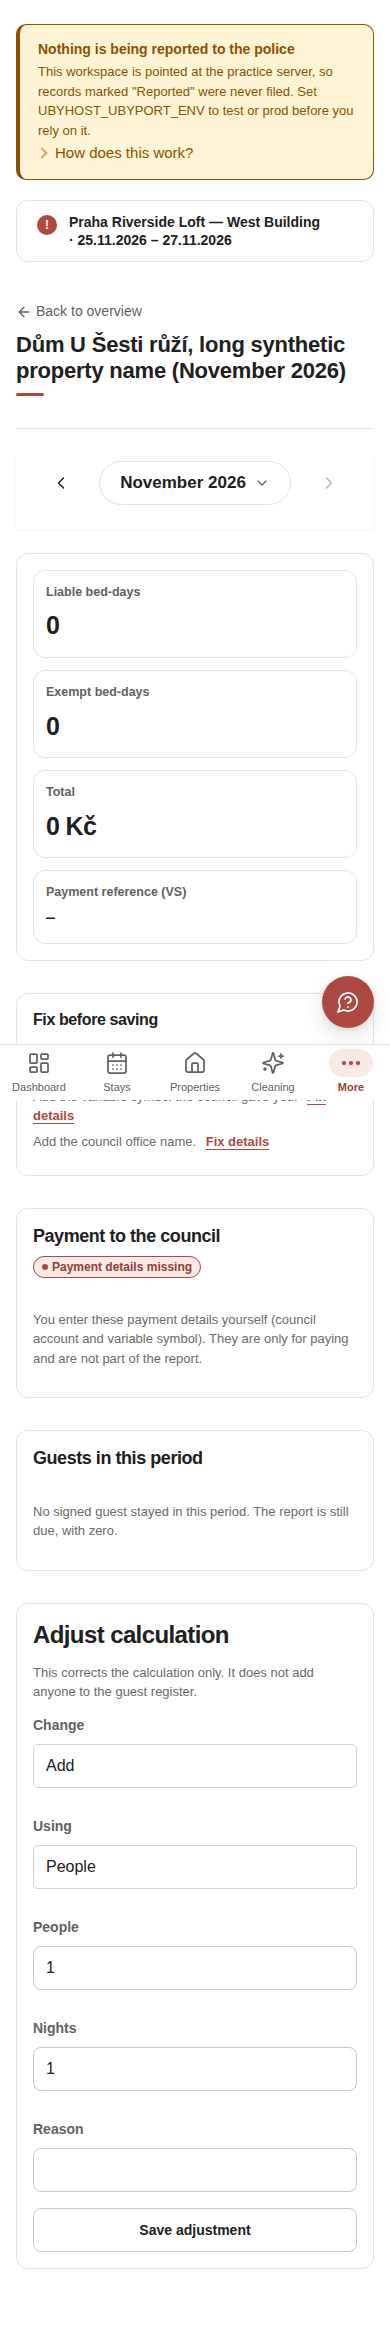 Nothing is being reported to the police
This workspace is pointed at the practice server, so
records marked "Reported" were never filed. Set
UBYHOST_UBYPORT_ENV to test or prod before you
rely on it.
How does this work?
Praha Riverside Loft — West Building
· 25.11.2026 – 27.11.2026
Back to overview
Dům U Šesti růží, long synthetic
property name (November 2026)
November 2026
Liable bed-days
0
Exempt bed-days
0
Total
0 Kč
Payment reference (VS)
–
Fix before saving
Dashboard
Stays
Properties
Cleaning
More
details
Add the council office name. Fix details
Payment to the council
Payment details missing
You enter these payment details yourself (council
account and variable symbol). They are only for paying
and are not part of the report.
Guests in this period
No signed guest stayed in this period. The report is still
due, with zero.
Adjust calculation
This corrects the calculation only. It does not add
anyone to the guest register.
Change
Add
Using
People
People
1
Nights
1
Reason
Save adjustment